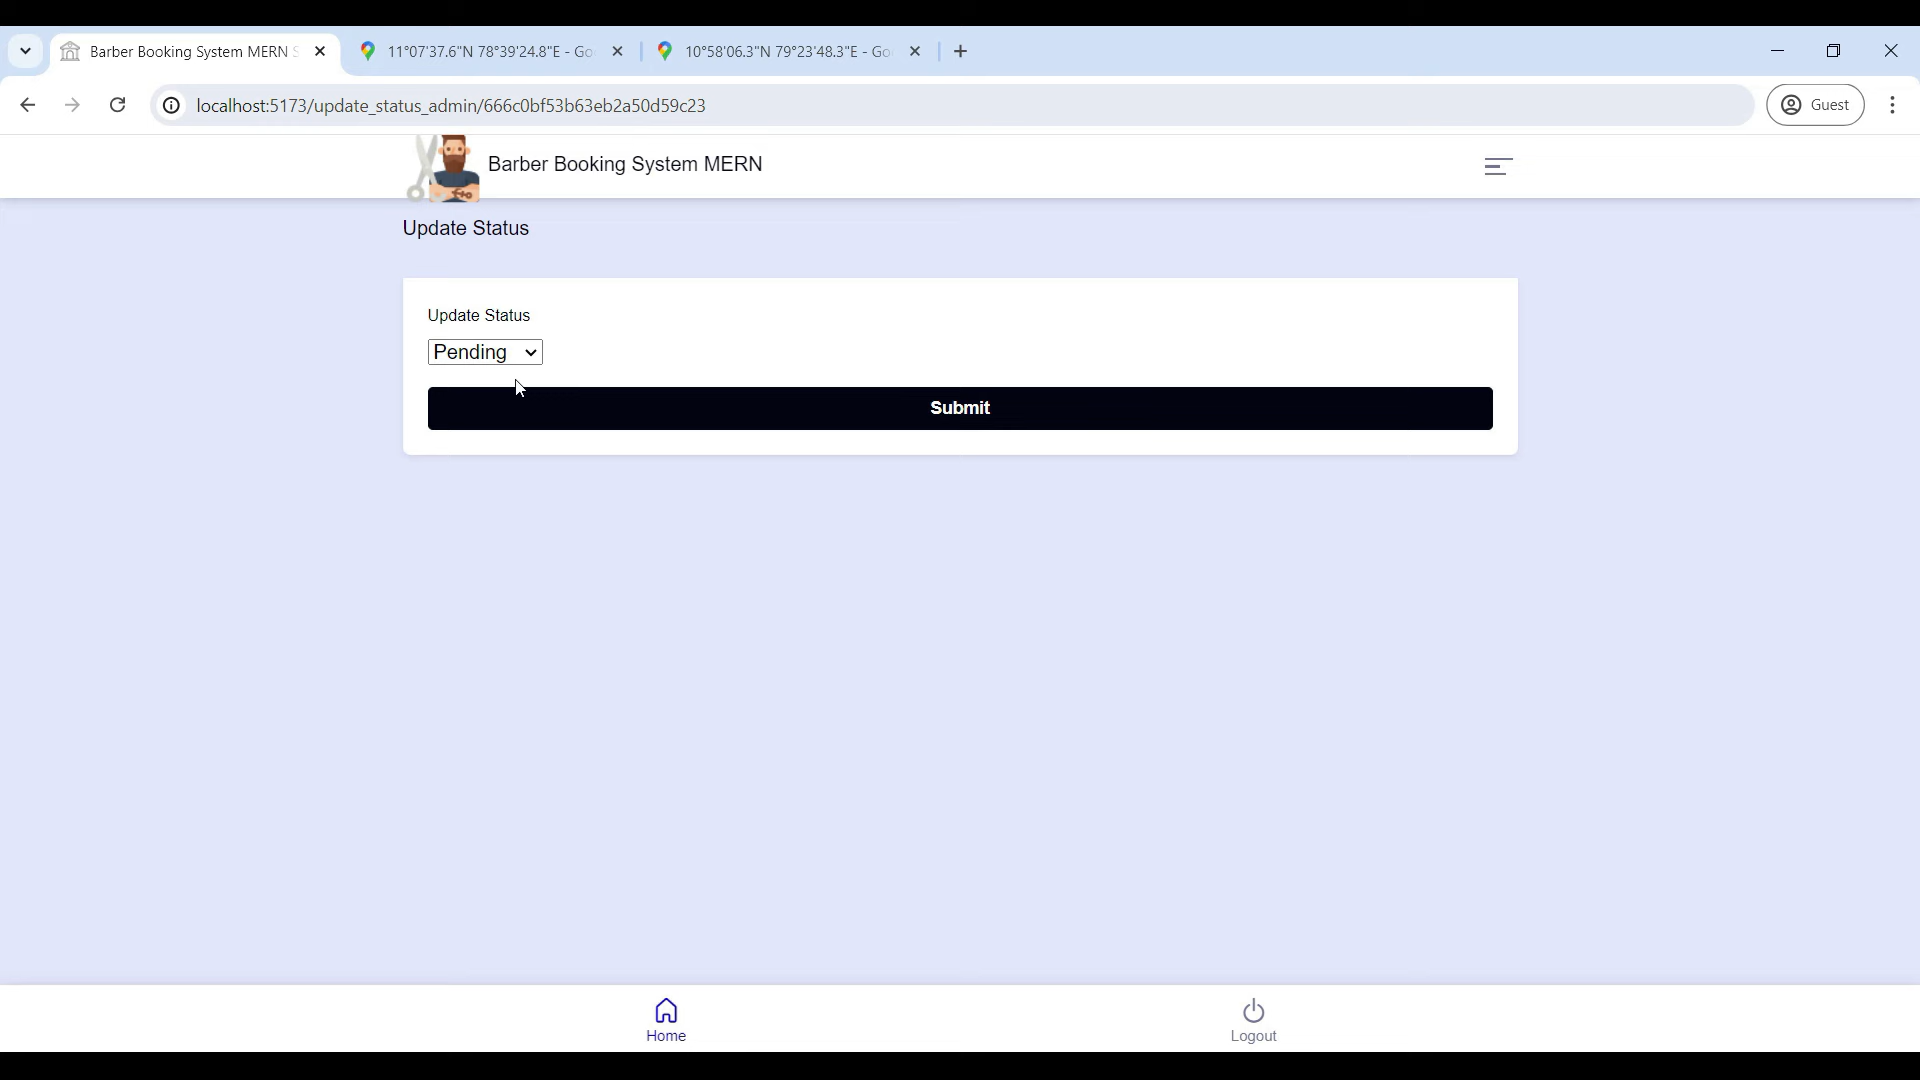 Barber Booking System MERN
11°07'37.6"N 78°39'24.8"E - Go
10°58'06.3"N 79°23'48.3"E - Go
localhost:5173/update_status_admin/666c0bf53b63eb2a50d59c23
Guest
Barber Booking System MERN
Update Status
Update Status
Pending
Submit
Home
Logout